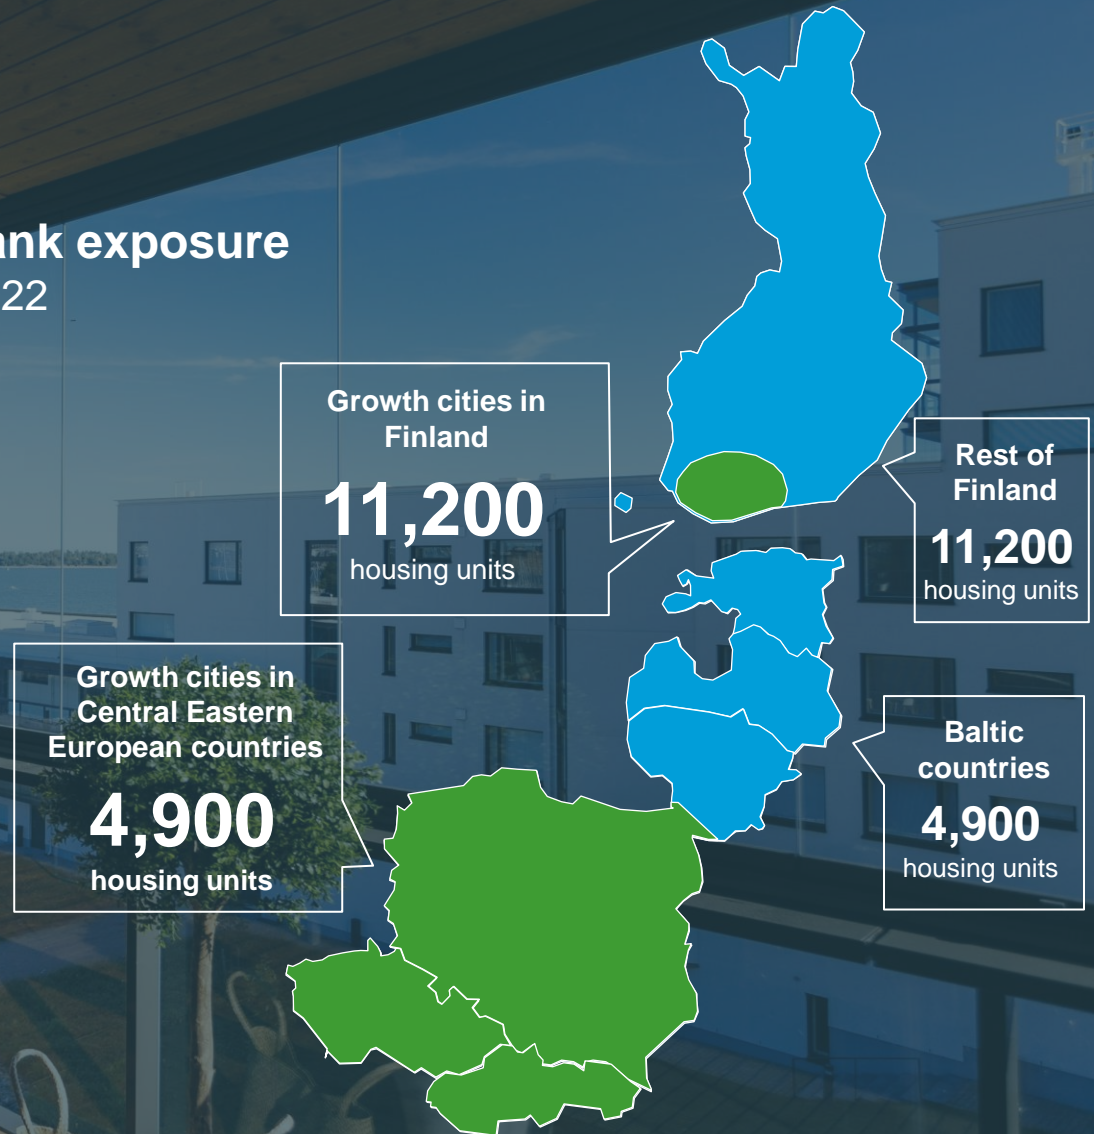 exposure
22
Growth cities in
Finland
11,200
housing units
Rest of
Finland
11,200
housing units
Growth cities in
Central Eastern
European countries
4,900
housing units
Baltic
countries
4,900
housing units